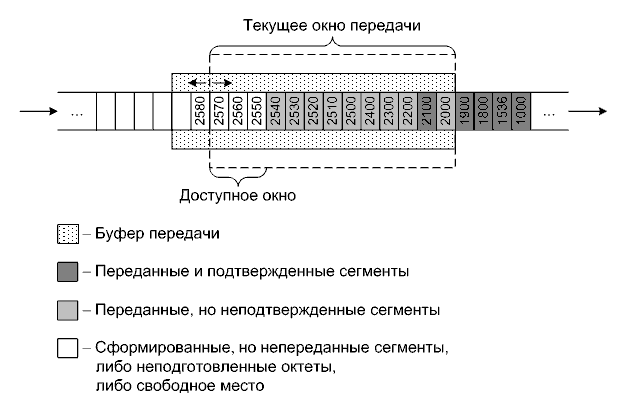 Текущее окно передачи
... 2580 2570 2560 2550 2540 2530 2520 2510 2500 2400 2300 2200 2100 2000 1900 1800 1536 1000 ...
Доступное окно
– Буфер передачи
– Переданные и подтвержденные сегменты
– Переданные, но неподтвержденные сегменты
– Сформированные, но непереданные сегменты,
либо неподготовленные октеты,
либо свободное место